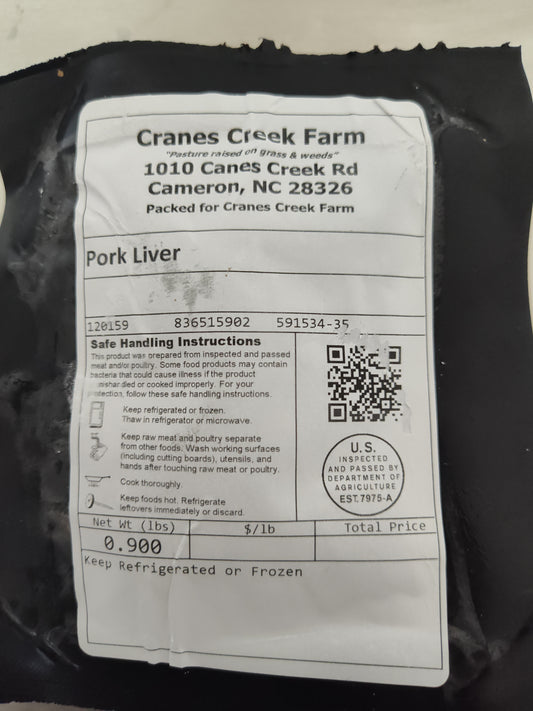 Cranes Creek Farm
"Pasture raised on grass & weeds"
1010 Canes Creek Rd
Cameron, NC 28326
Packed for Cranes Creek Farm
Pork Liver
120159 836515902 591534-35
Safe Handling Instructions
This product was prepared from inspected and passed
meat and/or poultry. Some food products may contain
bacteria that could cause illness if the product
mishandled or cooked improperly. For your
protection, follow these safe handling instructions.
Keep refrigerated or frozen.
Thaw in refrigerator or microwave.
Keep raw meat and poultry separate
from other foods. Wash working surfaces
(including cutting boards), utensils, and
hands after touching raw meat or poultry.
Cook thoroughly.
Keep foods hot. Refrigerate
leftovers immediately or discard.
U.S.
INSPECTED
AND PASSED BY
DEPARTMENT OF
AGRICULTURE
EST. 7975-A
Net Wt (lbs) $/lb Total Price
0.900
Keep Refrigerated or Frozen